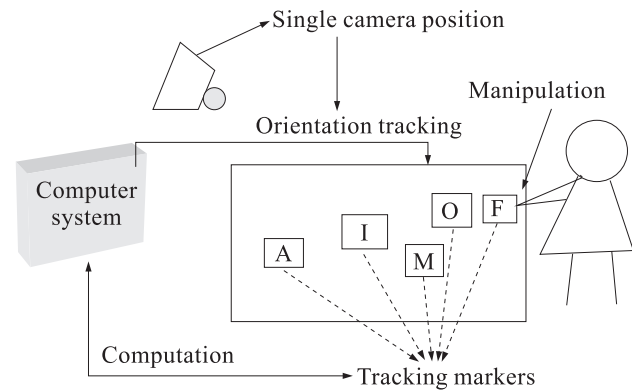 Single camera position
Manipulation
Orientation tracking
Computer
system
O
F
I
A
M
Computation
Tracking markers